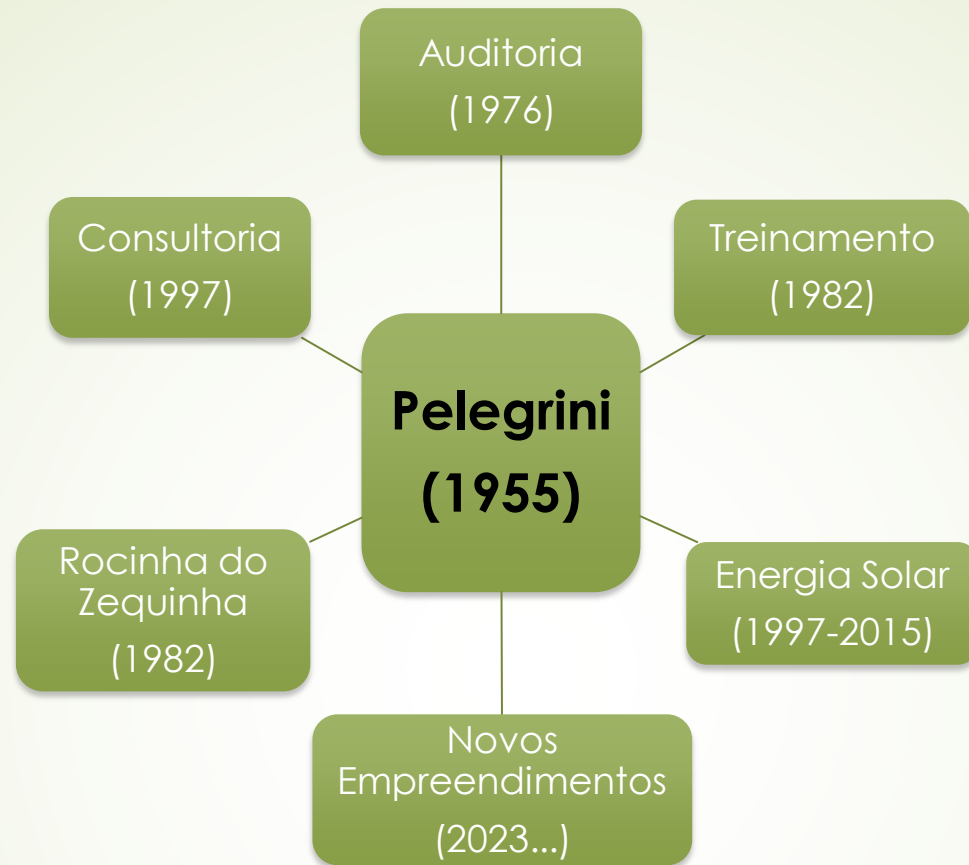 Auditoria
(1976)
Consultoria
(1997)
Treinamento
(1982)
Pelegrini
(1955)
Rocinha do
Zequinha
(1982)
Energia Solar
(1997-2015)
Novos
Empreendimentos
(2023...)